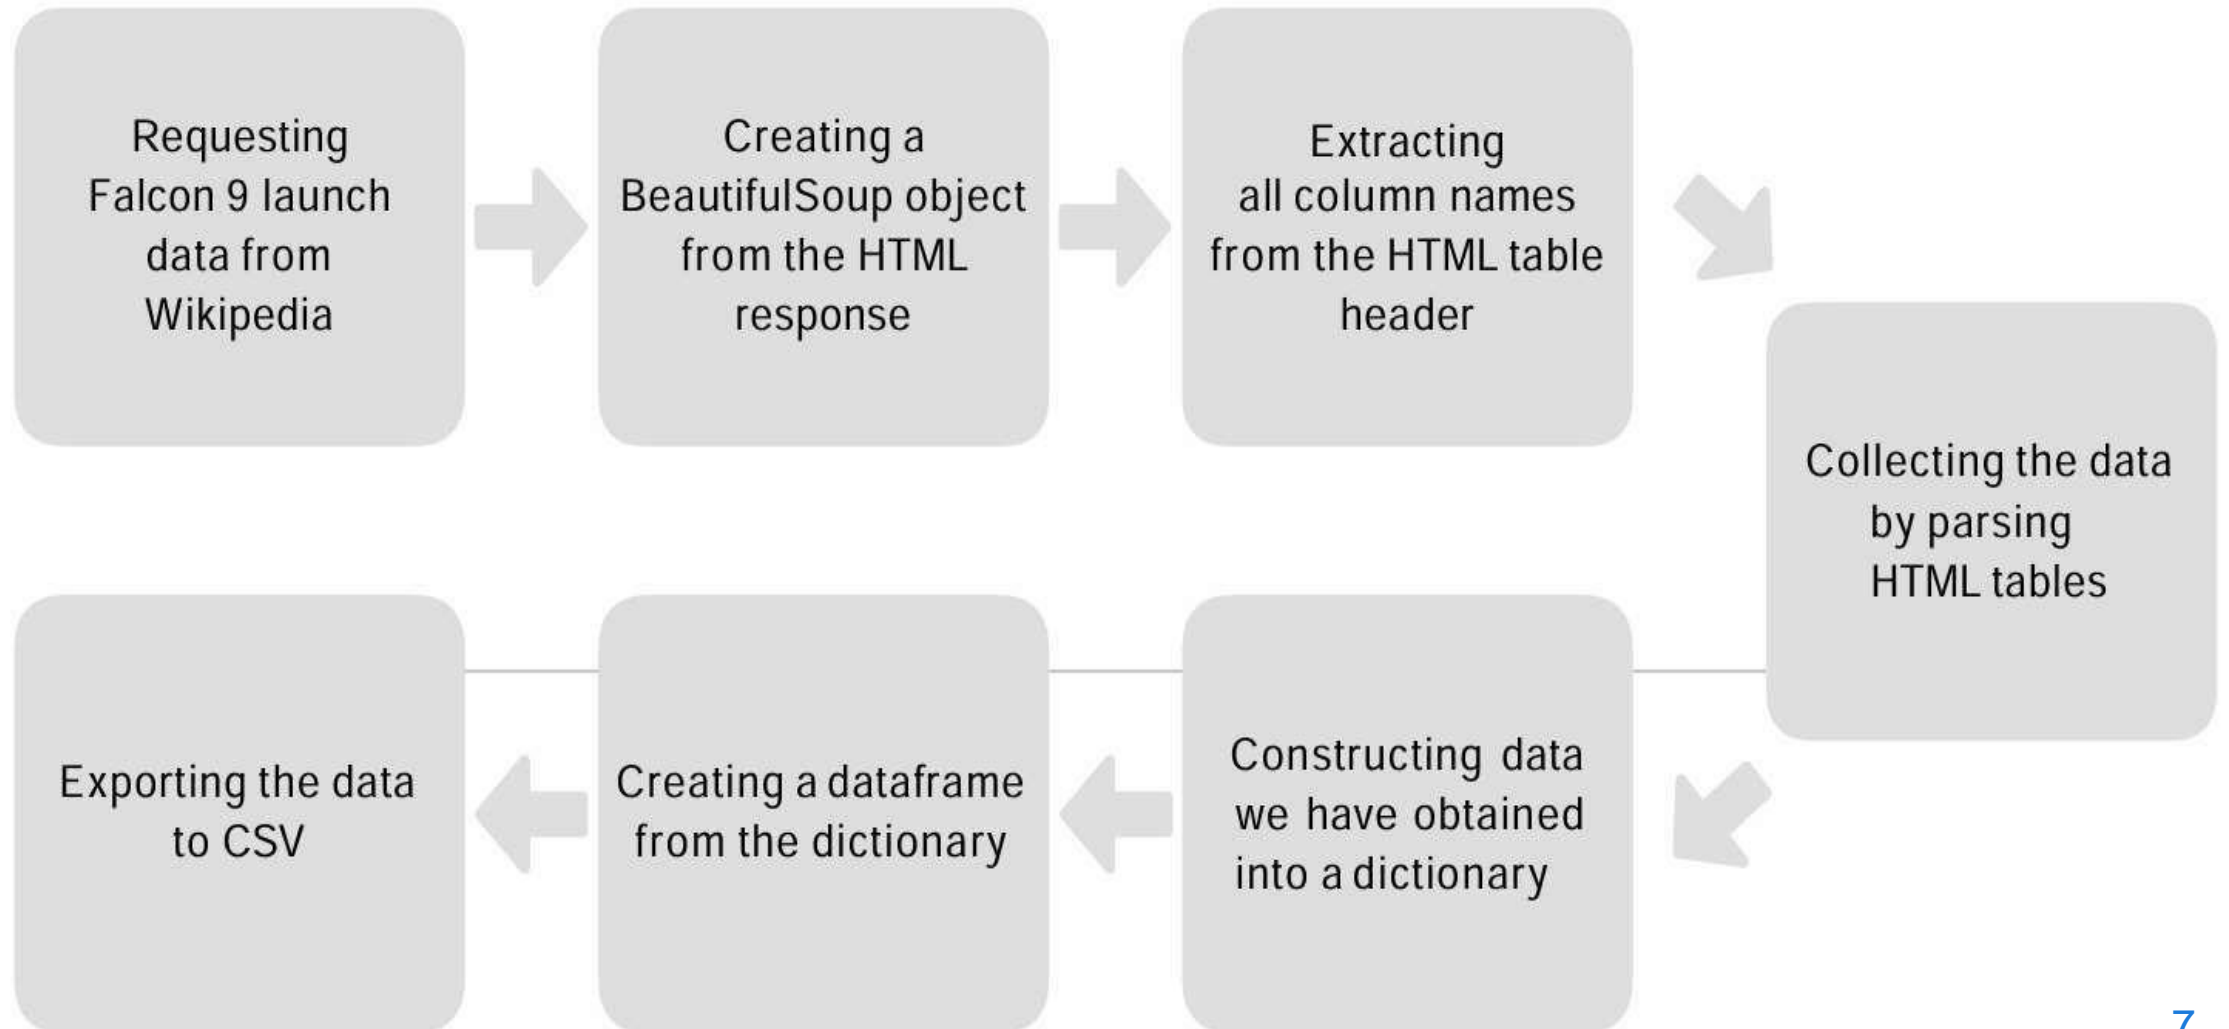 Requesting
Falcon 9 launch
data from
Wikipedia
Creating a
BeautifulSoup object
from the HTML
response
Extracting
all column names
from the HTML table
header
Collecting the data
by parsing
HTML tables
Constructing data
we have obtained
into a dictionary
Creating a dataframe
from the dictionary
Exporting the data
to CSV
7